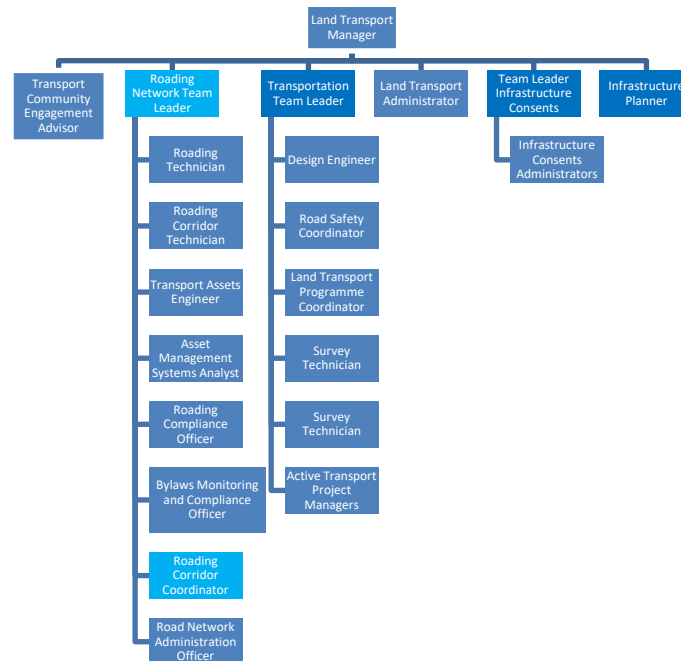 Land Transport
Manager
Transport
Community
Engagement
Advisor
Roading
Network Team
Leader
Transportation
Team Leader
Land Transport
Administrator
Team Leader
Infrastructure
Consents
Infrastructure
Planner
Roading
Technician
Roading
Corridor
Technician
Transport Assets
Engineer
Asset
Management
Systems Analyst
Roading
Compliance
Officer
Bylaws Monitoring
and Compliance
Officer
Roading
Corridor
Coordinator
Road Network
Administration
Officer
Design Engineer
Road Safety
Coordinator
Land Transport
Programme
Coordinator
Survey
Technician
Survey
Technician
Active Transport
Project
Managers
Infrastructure
Consents
Administrators